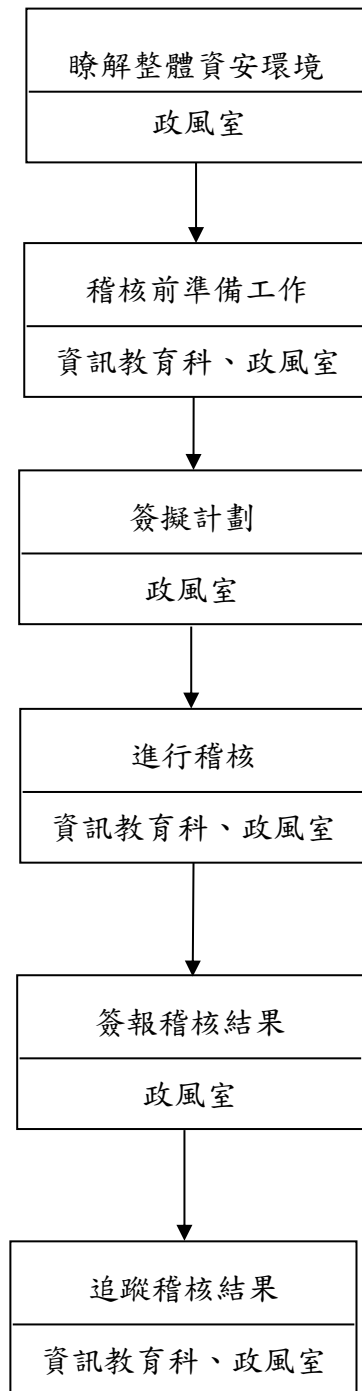 瞭解整體資安環境
政風室
稽核前準備工作
資訊教育科、政風室
簽擬計劃
政風室
進行稽核
資訊教育科、政風室
簽報稽核結果
政風室
追蹤稽核結果
資訊教育科、政風室